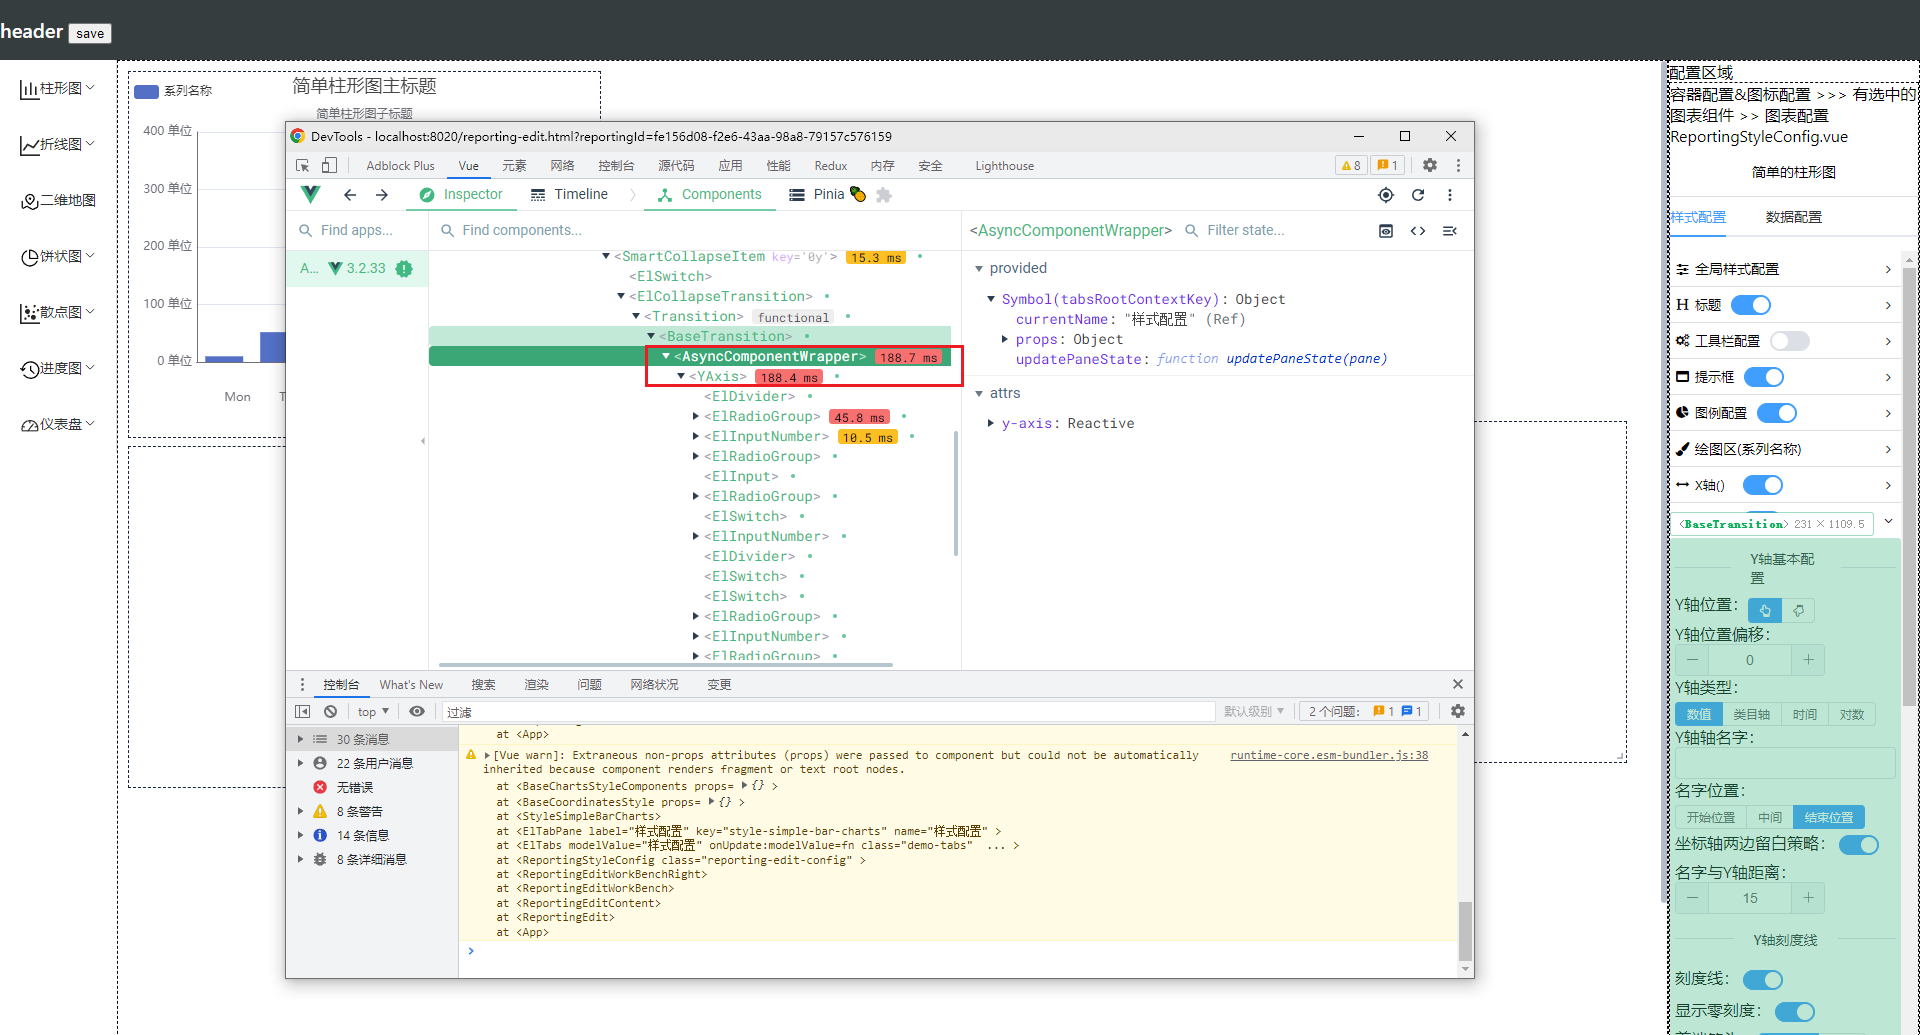 header save
柱形图
折线图
二维地图
饼状图
散点图
进度图
仪表盘
系列名称
简单柱形图主标题
简单柱形图子标题
400 单位
300 单位
200 单位
100 单位
0 单位
Mon
T
DevTools - localhost:8020/reporting-edit.html?reportingId=fe156d08-f2e6-43aa-98a8-79157c576159
Adblock Plus Vue 元素 网络 控制台 源代码 应用 性能 Redux 内存 安全 Lighthouse 8 1
Inspector Timeline Components Pinia
Find apps... Find components...
A... 3.2.33
<SmartCollapseItem key='0y'> 15.3 ms
<ElSwitch>
<ElCollapseTransition>
<Transition> functional
<BaseTransition>
<AsyncComponentWrapper> 188.7 ms
<YAxis> 188.4 ms
<ElDivider>
<ElRadioGroup> 45.8 ms
<ElInputNumber> 10.5 ms
<ElRadioGroup>
<ElInput>
<ElRadioGroup>
<ElSwitch>
<ElInputNumber>
<ElDivider>
<ElSwitch>
<ElSwitch>
<ElRadioGroup>
<ElInputNumber>
<ElRadioGroup>
<AsyncComponentWrapper> Filter state...
provided
Symbol(tabsRootContextKey): Object
currentName: "样式配置" (Ref)
props: Object
updatePaneState: function updatePaneState(pane)
attrs
y-axis: Reactive
控制台 What's New 搜索 渲染 问题 网络状况 变更
top 过滤 默认级别 2 个问题: 1 1
30 条消息
22 条用户消息
无错误
8 条警告
14 条信息
8 条详细消息
at <App>
[Vue warn]: Extraneous non-props attributes (props) were passed to component but could not be automatically runtime-core.esm-bundler.js:38
inherited because component renders fragment or text root nodes.
at <BaseChartsStyleComponents props= {} >
at <BaseCoordinatesStyle props= {} >
at <StyleSimpleBarCharts>
at <ElTabPane label="样式配置" key="style-simple-bar-charts" name="样式配置" >
at <ElTabs modelValue="样式配置" onUpdate:modelValue=fn class="demo-tabs" ... >
at <ReportingStyleConfig class="reporting-edit-config" >
at <ReportingEditWorkBenchRight>
at <ReportingEditWorkBench>
at <ReportingEditContent>
at <ReportingEdit>
at <App>
配置区域
容器配置&图标配置 >>> 有选中的
图表组件 >> 图表配置
ReportingStyleConfig.vue
简单的柱形图
样式配置 数据配置
全局样式配置
H 标题
工具栏配置
提示框
图例配置
绘图区(系列名称)
X轴()
<BaseTransition> 231 × 1109.5
Y轴基本配
置
Y轴位置:
Y轴位置偏移:
0
Y轴类型:
数值 类目轴 时间 对数
Y轴轴名字:
名字位置:
开始位置 中间 结束位置
坐标轴两边留白策略:
名字与Y轴距离:
15
Y轴刻度线
刻度线:
显示零刻度: